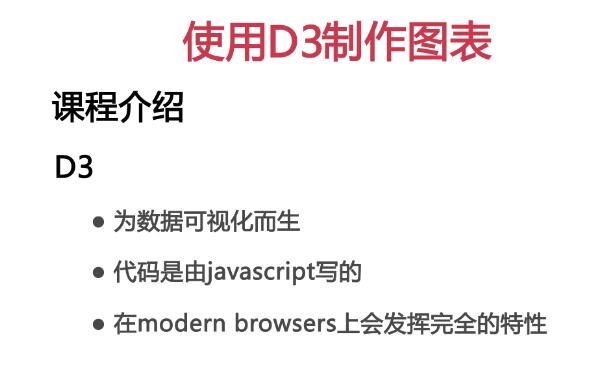 使用D3制作图表
课程介绍
D3
• 为数据可视化而生
• 代码是由javascript写的
• 在modern browsers上会发挥完全的特性